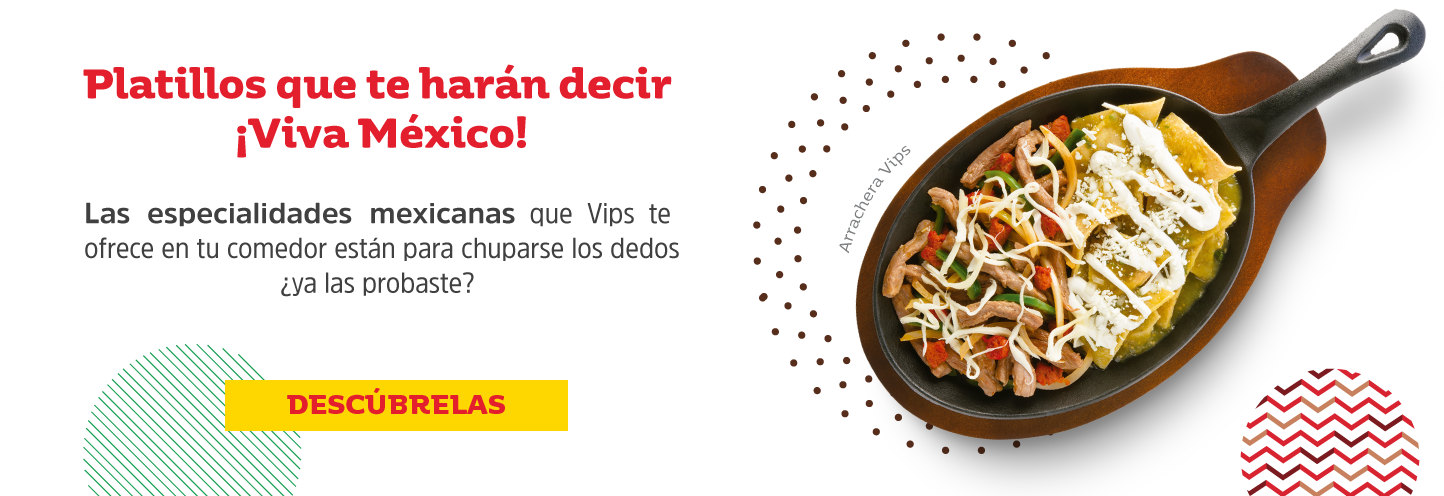 Platillos que te harán decir
¡Viva México!
Las especialidades mexicanas que Vips te
ofrece en tu comedor están para chuparse los dedos
¿ya las probaste?
DESCÚBRELAS
Arrachera Vips